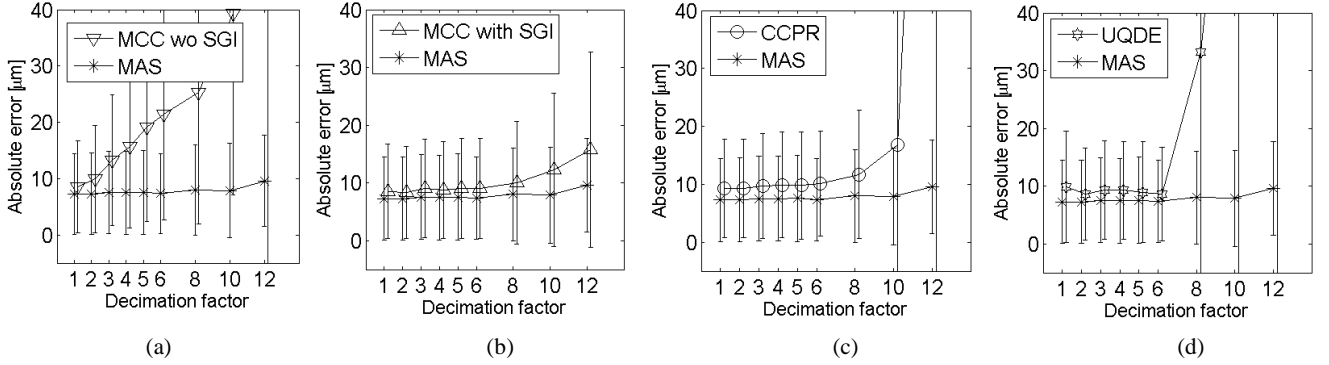 MCC wo SGI
MAS
Absolute error [μm]
40
30
20
10
0
1 2 3 4 5 6 8 10 12
Decimation factor
(a)
MCC with SGI
MAS
Absolute error [μm]
40
30
20
10
0
1 2 3 4 5 6 8 10 12
Decimation factor
(b)
CCPR
MAS
Absolute error [μm]
40
30
20
10
0
1 2 3 4 5 6 8 10 12
Decimation factor
(c)
UQDE
MAS
Absolute error [μm]
40
30
20
10
0
1 2 3 4 5 6 8 10 12
Decimation factor
(d)